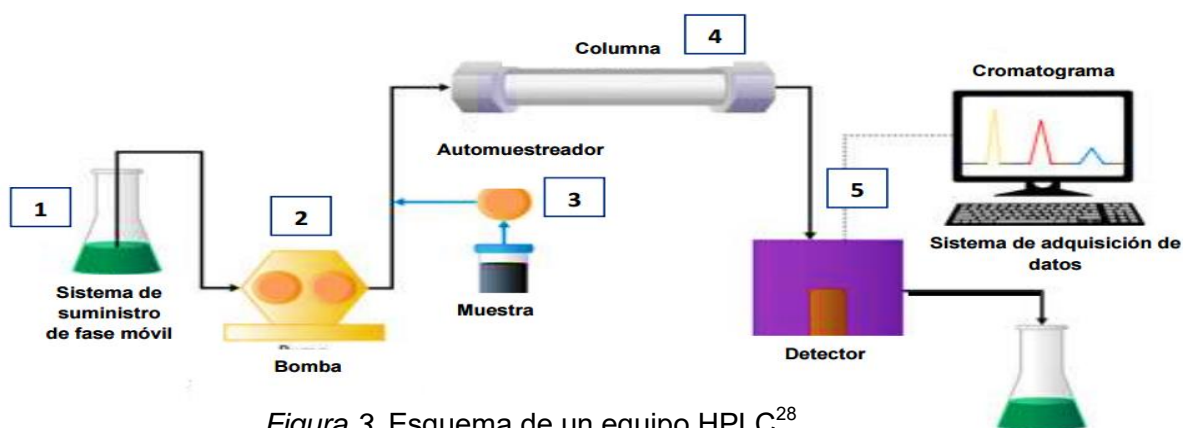 Columna
4
Cromatograma
Automuestreador
1
2
3
5
Sistema de
suministro
de fase móvil
Bomba
Muestra
Detector
Sistema de adquisición de
datos
Figura 3. Esquema de un equipo HPLC28